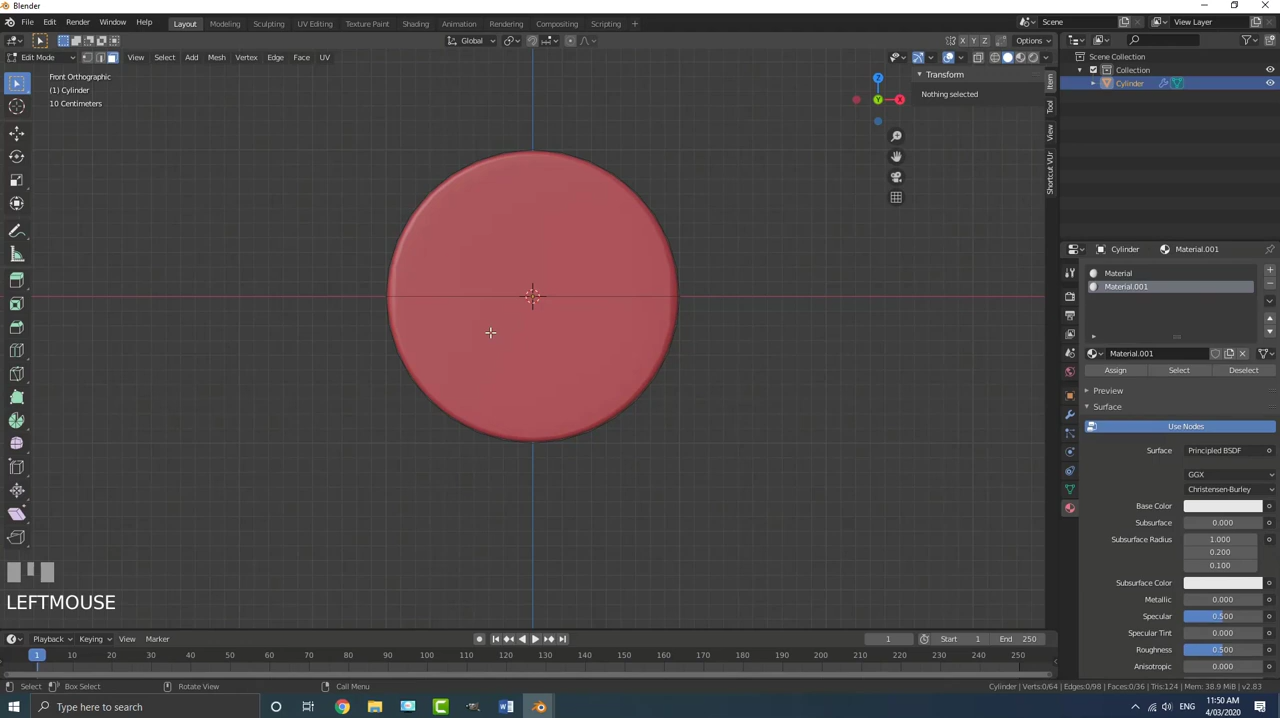 Blender
File Edit Render Window Help Layout Modeling Sculpting UV Editing Texture Paint Shading Animation Rendering Compositing Scripting + Scene View Layer
Global X Y Z Options
Edit Mode View Select Add Mesh Vertex Edge Face UV
Front Orthographic
(1) Cylinder
10 Centimeters
Z
Y X
Transform
Nothing selected
Item
Tool
View
Shortcut VUr
Scene Collection
Collection
Cylinder
Cylinder Material.001
Material
Material.001
Material.001
Assign Select Deselect
Preview
Surface
Use Nodes
Surface Principled BSDF
GGX
Christensen-Burley
Base Color
Subsurface 0.000
Subsurface Radius 1.000
0.200
0.100
Subsurface Color
Metallic 0.000
Specular 0.500
Specular Tint 0.000
Roughness 0.500
Anisotropic 0.000
LEFTMOUSE
Playback Keying View Marker 1 Start 1 End 250
1 10 20 30 40 50 60 70 80 90 100 110 120 130 140 150 160 170 180 190 200 210 220 230 240 250
Select Box Select Rotate View Call Menu Cylinder | Verts:0/64 | Edges:0/98 | Faces:0/36 | Tris:124 | Mem: 38.9 MiB | v2.83
Type here to search ENG 11:50 AM
4/03/2020